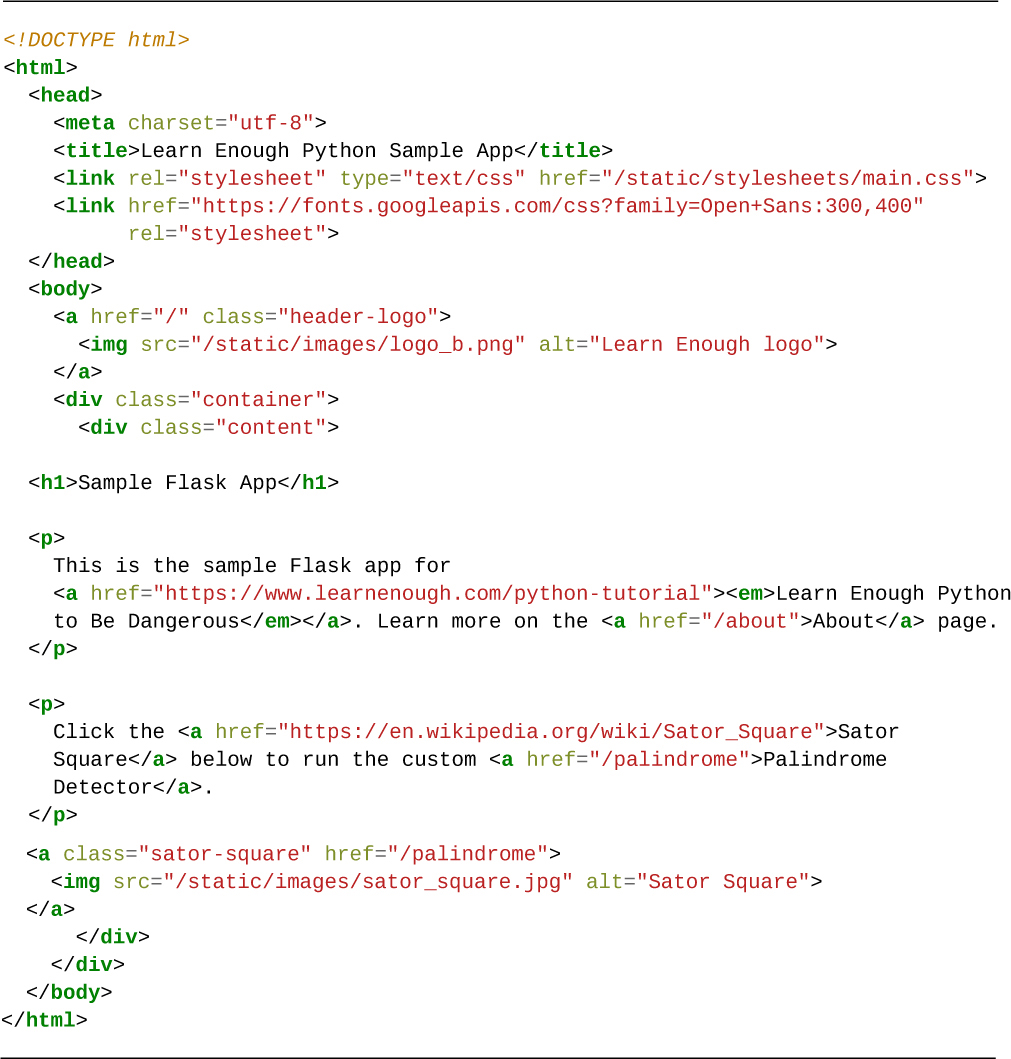 <!DOCTYPE html>
<html>
  <head>
    <meta charset="utf-8">
    <title>Learn Enough Python Sample App</title>
    <link rel="stylesheet" type="text/css" href="/static/stylesheets/main.css">
    <link href="https://fonts.googleapis.com/css?family=Open+Sans:300,400"
          rel="stylesheet">
  </head>
  <body>
    <a href="/" class="header-logo">
      <img src="/static/images/logo_b.png" alt="Learn Enough logo">
    </a>
    <div class="container">
      <div class="content">

  <h1>Sample Flask App</h1>

  <p>
    This is the sample Flask app for
    <a href="https://www.learnenough.com/python-tutorial"><em>Learn Enough Python
    to Be Dangerous</em></a>. Learn more on the <a href="/about">About</a> page.
  </p>

  <p>
    Click the <a href="https://en.wikipedia.org/wiki/Sator_Square">Sator
    Square</a> below to run the custom <a href="/palindrome">Palindrome
    Detector</a>.
  </p>
  <a class="sator-square" href="/palindrome">
    <img src="/static/images/sator_square.jpg" alt="Sator Square">
  </a>
      </div>
    </div>
  </body>
</html>